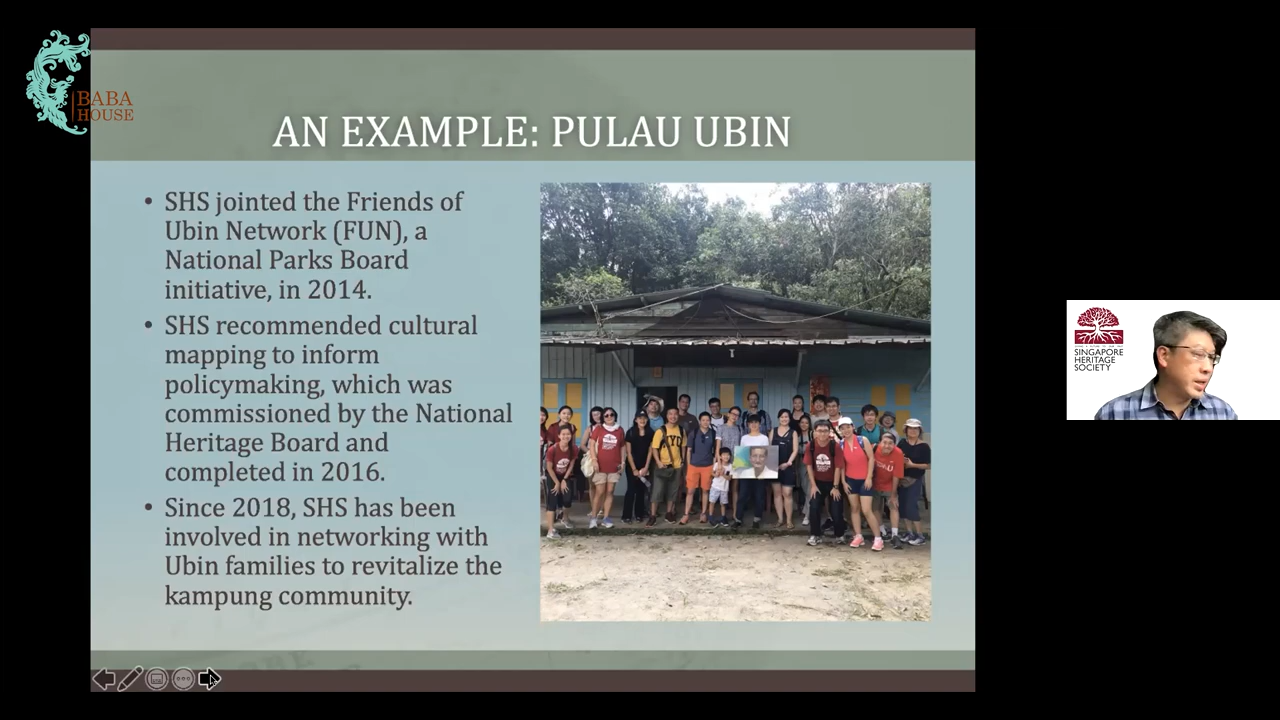 BABA
HOUSE
AN EXAMPLE: PULAU UBIN
• SHS jointed the Friends of
Ubin Network (FUN), a
National Parks Board
initiative, in 2014.
• SHS recommended cultural
mapping to inform
policymaking, which was
commissioned by the National
Heritage Board and
completed in 2016.
• Since 2018, SHS has been
involved in networking with
Ubin families to revitalize the
kampung community.
SINGAPORE
HERITAGE
SOCIETY